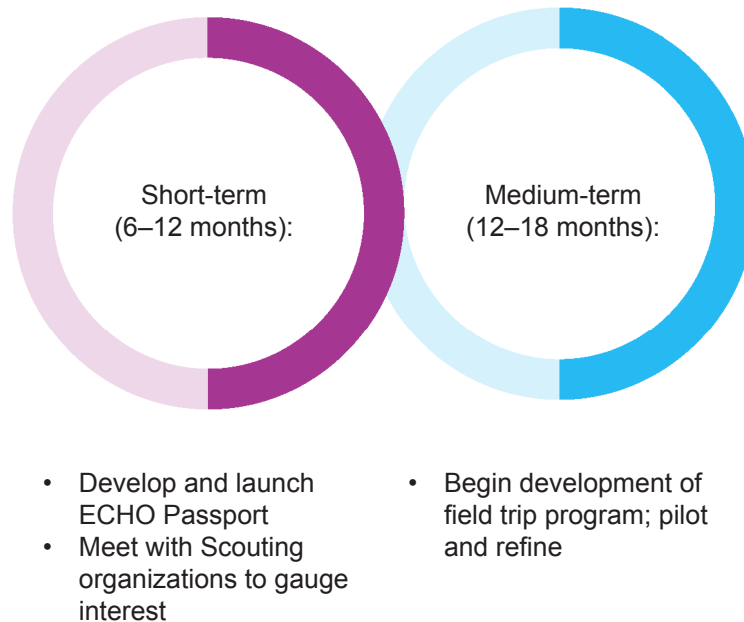 Short-term
(6–12 months):
Medium-term
(12–18 months):
• Develop and launch
ECHO Passport
• Meet with Scouting
organizations to gauge
interest
• Begin development of
field trip program; pilot
and refine